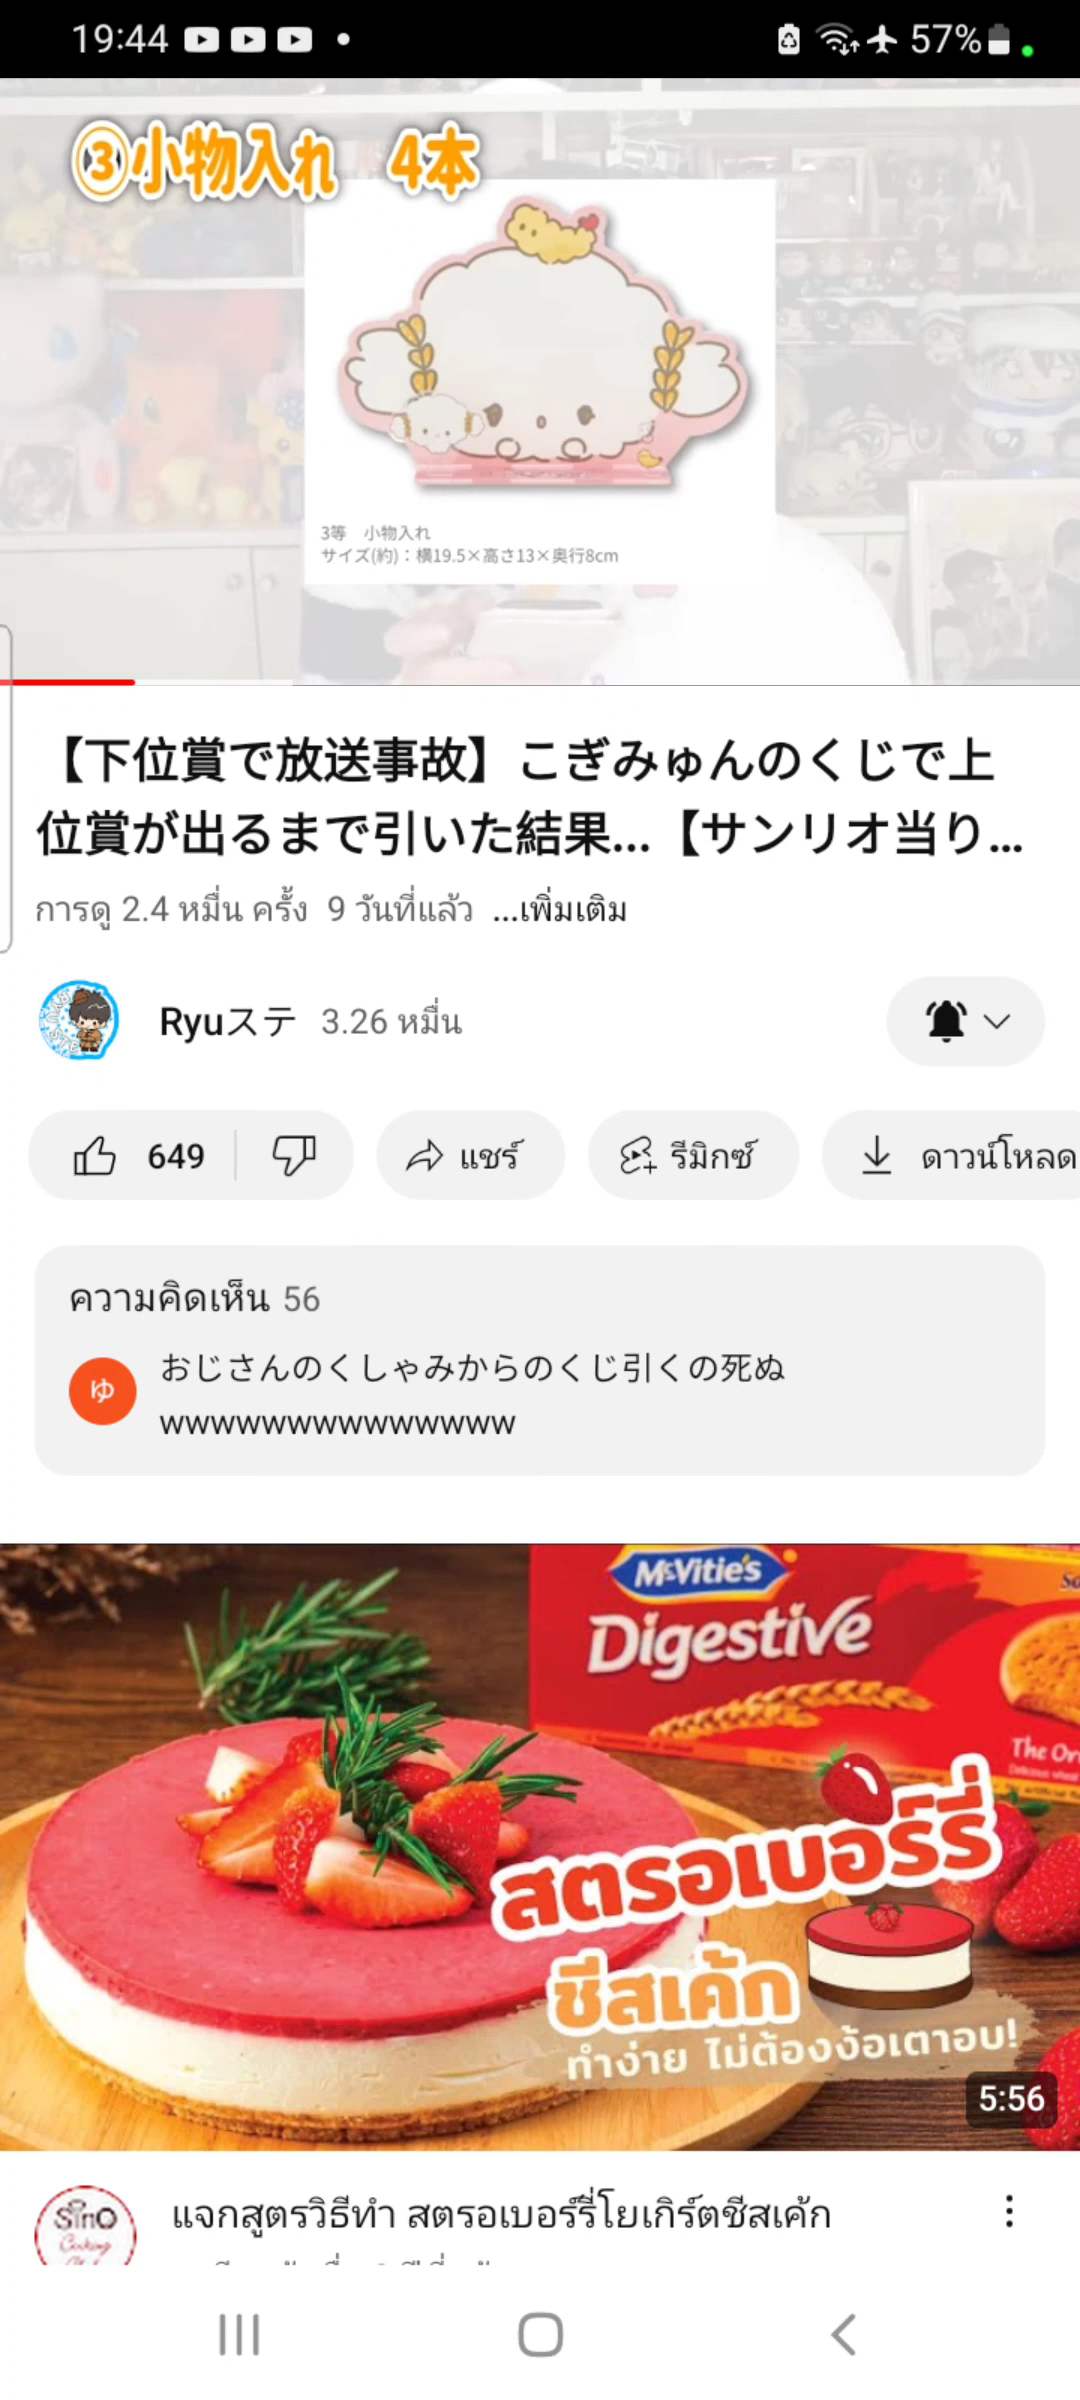 19:44
57%
③小物入れ 4本
3等 小物入れ
サイズ(約)：横19.5×高さ13×奥行8cm
【下位賞で放送事故】こぎみゅんのくじで上
位賞が出るまで引いた結果...【サンリオ当り...
การดู 2.4 หมื่น ครั้ง 9 วันที่แล้ว ...เพิ่มเติม
Ryuステ 3.26 หมื่น
649 แชร์ รีมิกซ์ ดาวน์โหลด
ความคิดเห็น 56
ゆ
おじさんのくしゃみからのくじ引くの死ぬ
wwwwwwwwwwwwww
McVitie's
Digestive
The Ori
สตรอเบอร์รี่
ชีสเค้ก
ทำง่าย ไม่ต้องง้อเตาอบ!
5:56
SinO
Cooking
แจกสูตรวิธีทำ สตรอเบอร์รี่โยเกิร์ตชีสเค้ก